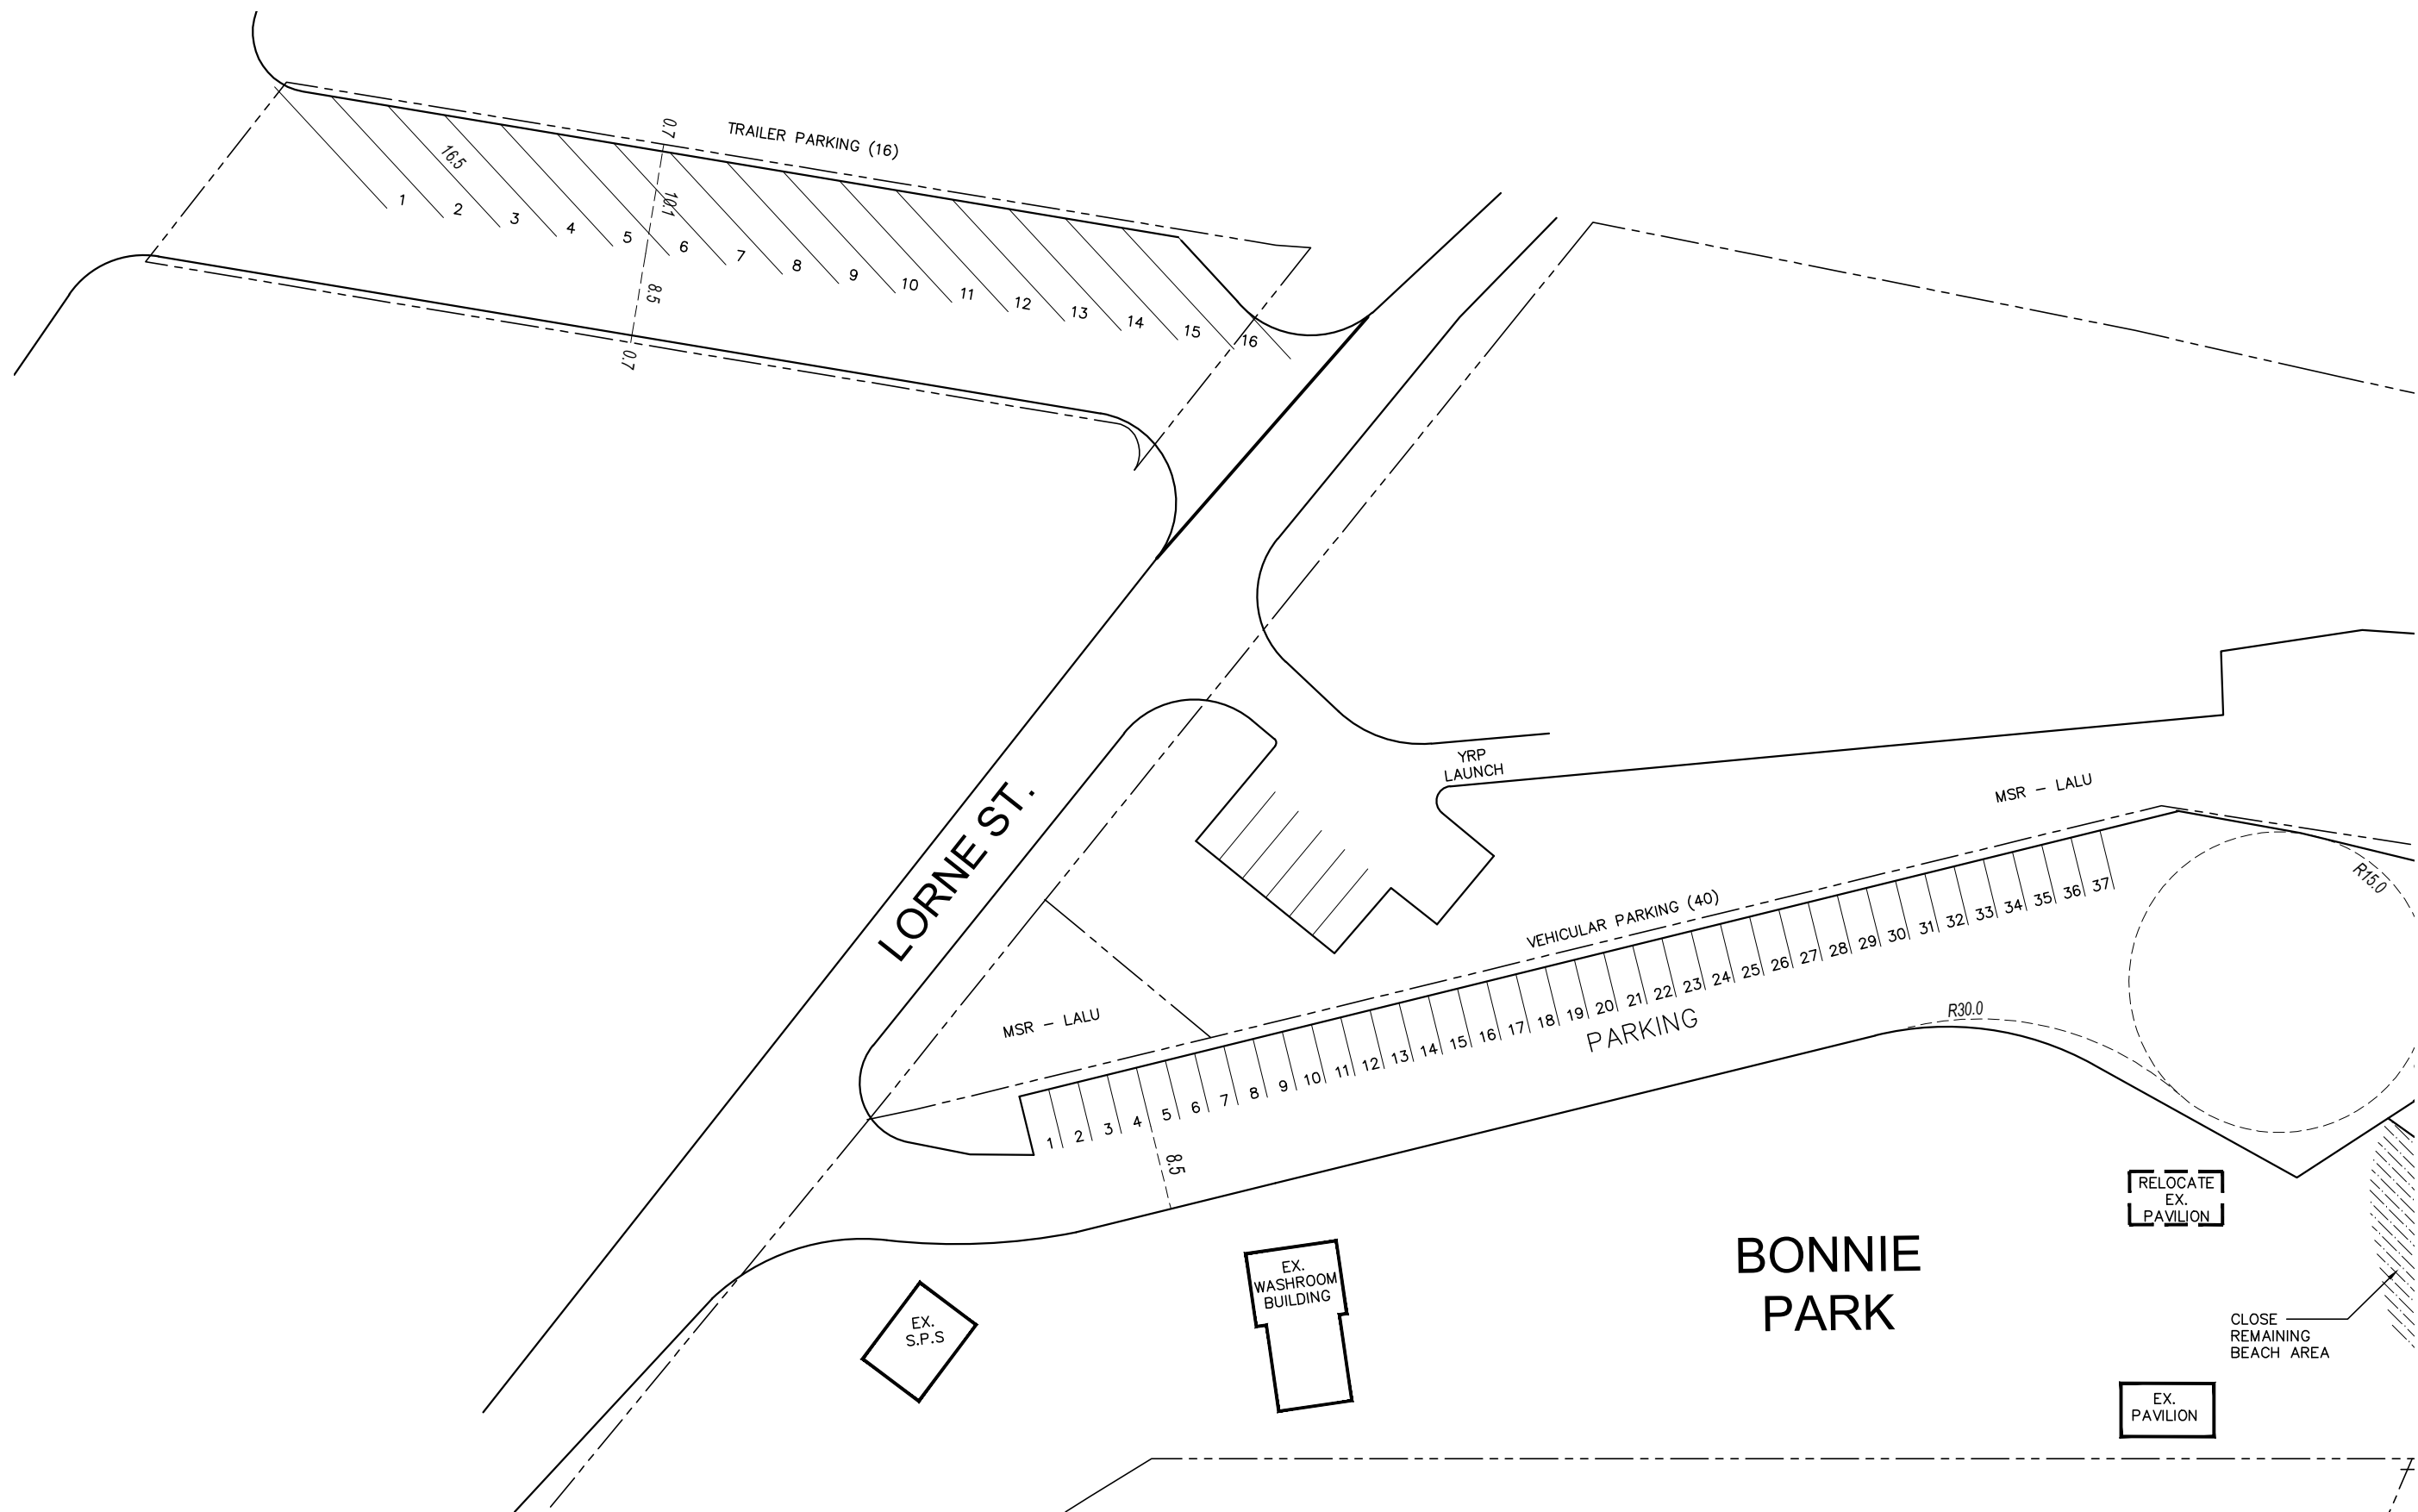 0.7
TRAILER PARKING (16)
16.5
10.1
1
2
3
4
5
6
7
8
9
10
11
12
13
14
15
16
8.5
0.7
YRP
LAUNCH
MSR - LALU
LORNE ST.
R15.0
VEHICULAR PARKING (40)
MSR - LALU
1
2
3
4
5
6
7
8
9
10
11
12
13
14
15
16
17
18
19
20
21
22
23
24
25
26
27
28
29
30
31
32
33
34
35
36
37
PARKING
R30.0
8.5
RELOCATE
EX.
PAVILION
BONNIE
PARK
EX.
WASHROOM
BUILDING
EX.
S.P.S
CLOSE
REMAINING
BEACH AREA
EX.
PAVILION